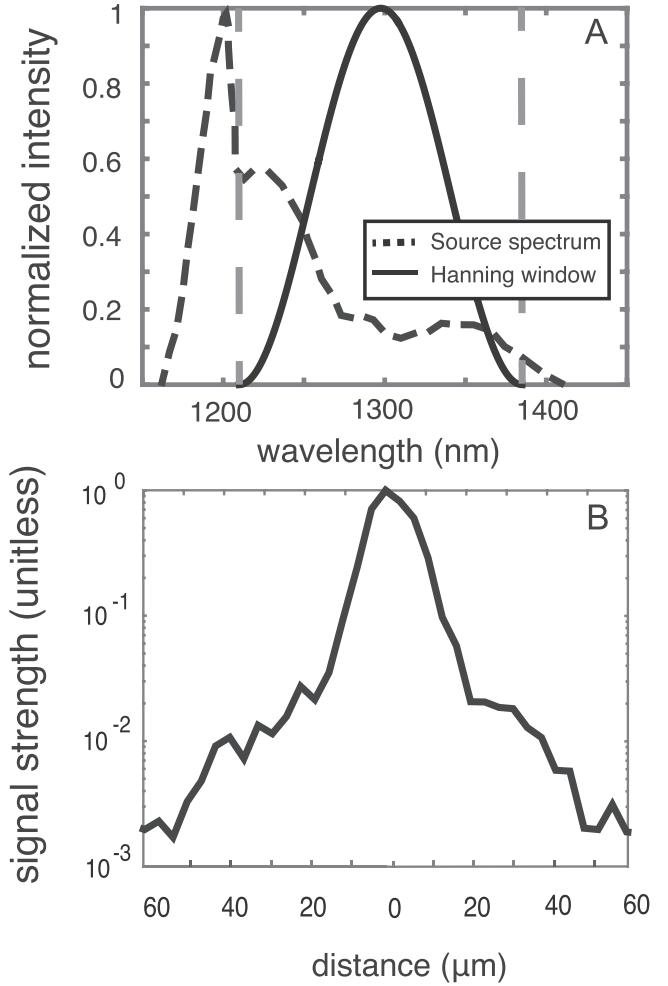 normalized intensity
1
0.8
0.6
0.4
0.2
0
A
Source spectrum
Hanning window
1200 1300 1400
wavelength (nm)
signal strength (unitless)
10^0
10^-1
10^-2
10^-3
B
60 40 20 0 20 40 60
distance (μm)